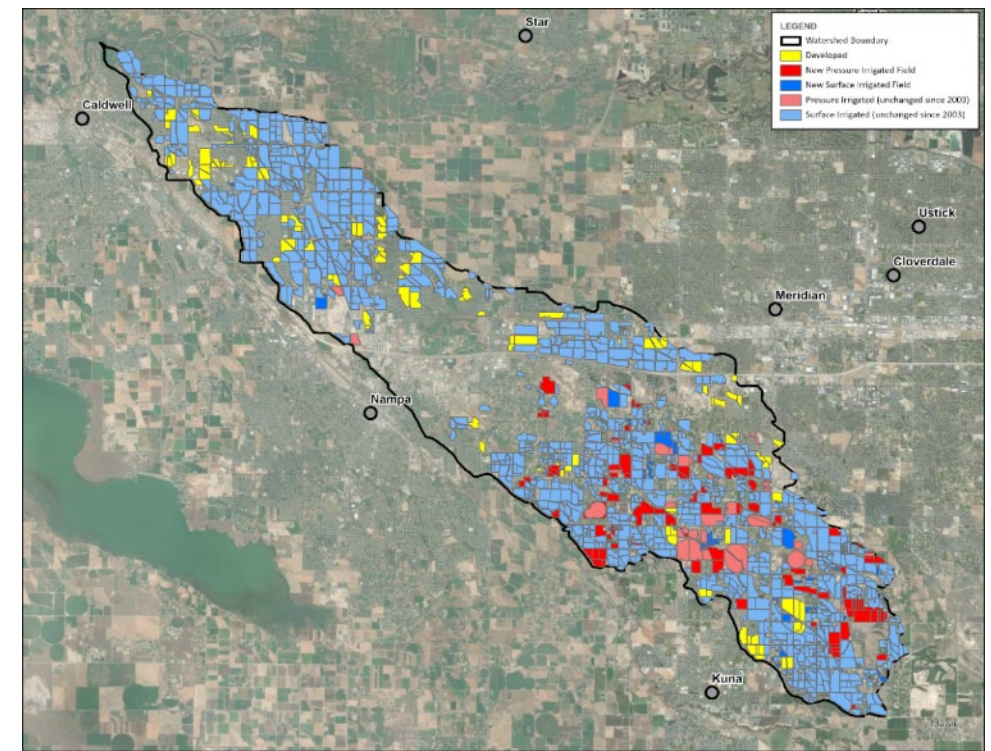 Star
LEGEND
Watershed Boundary
Developed
New Pressure Irrigated Field
New Surface Irrigated Field
Pressure Irrigated (unchanged since 2003)
Surface Irrigated (unchanged since 2003)
Caldwell
Ustick
Cloverdale
Meridian
Nampa
Kuna